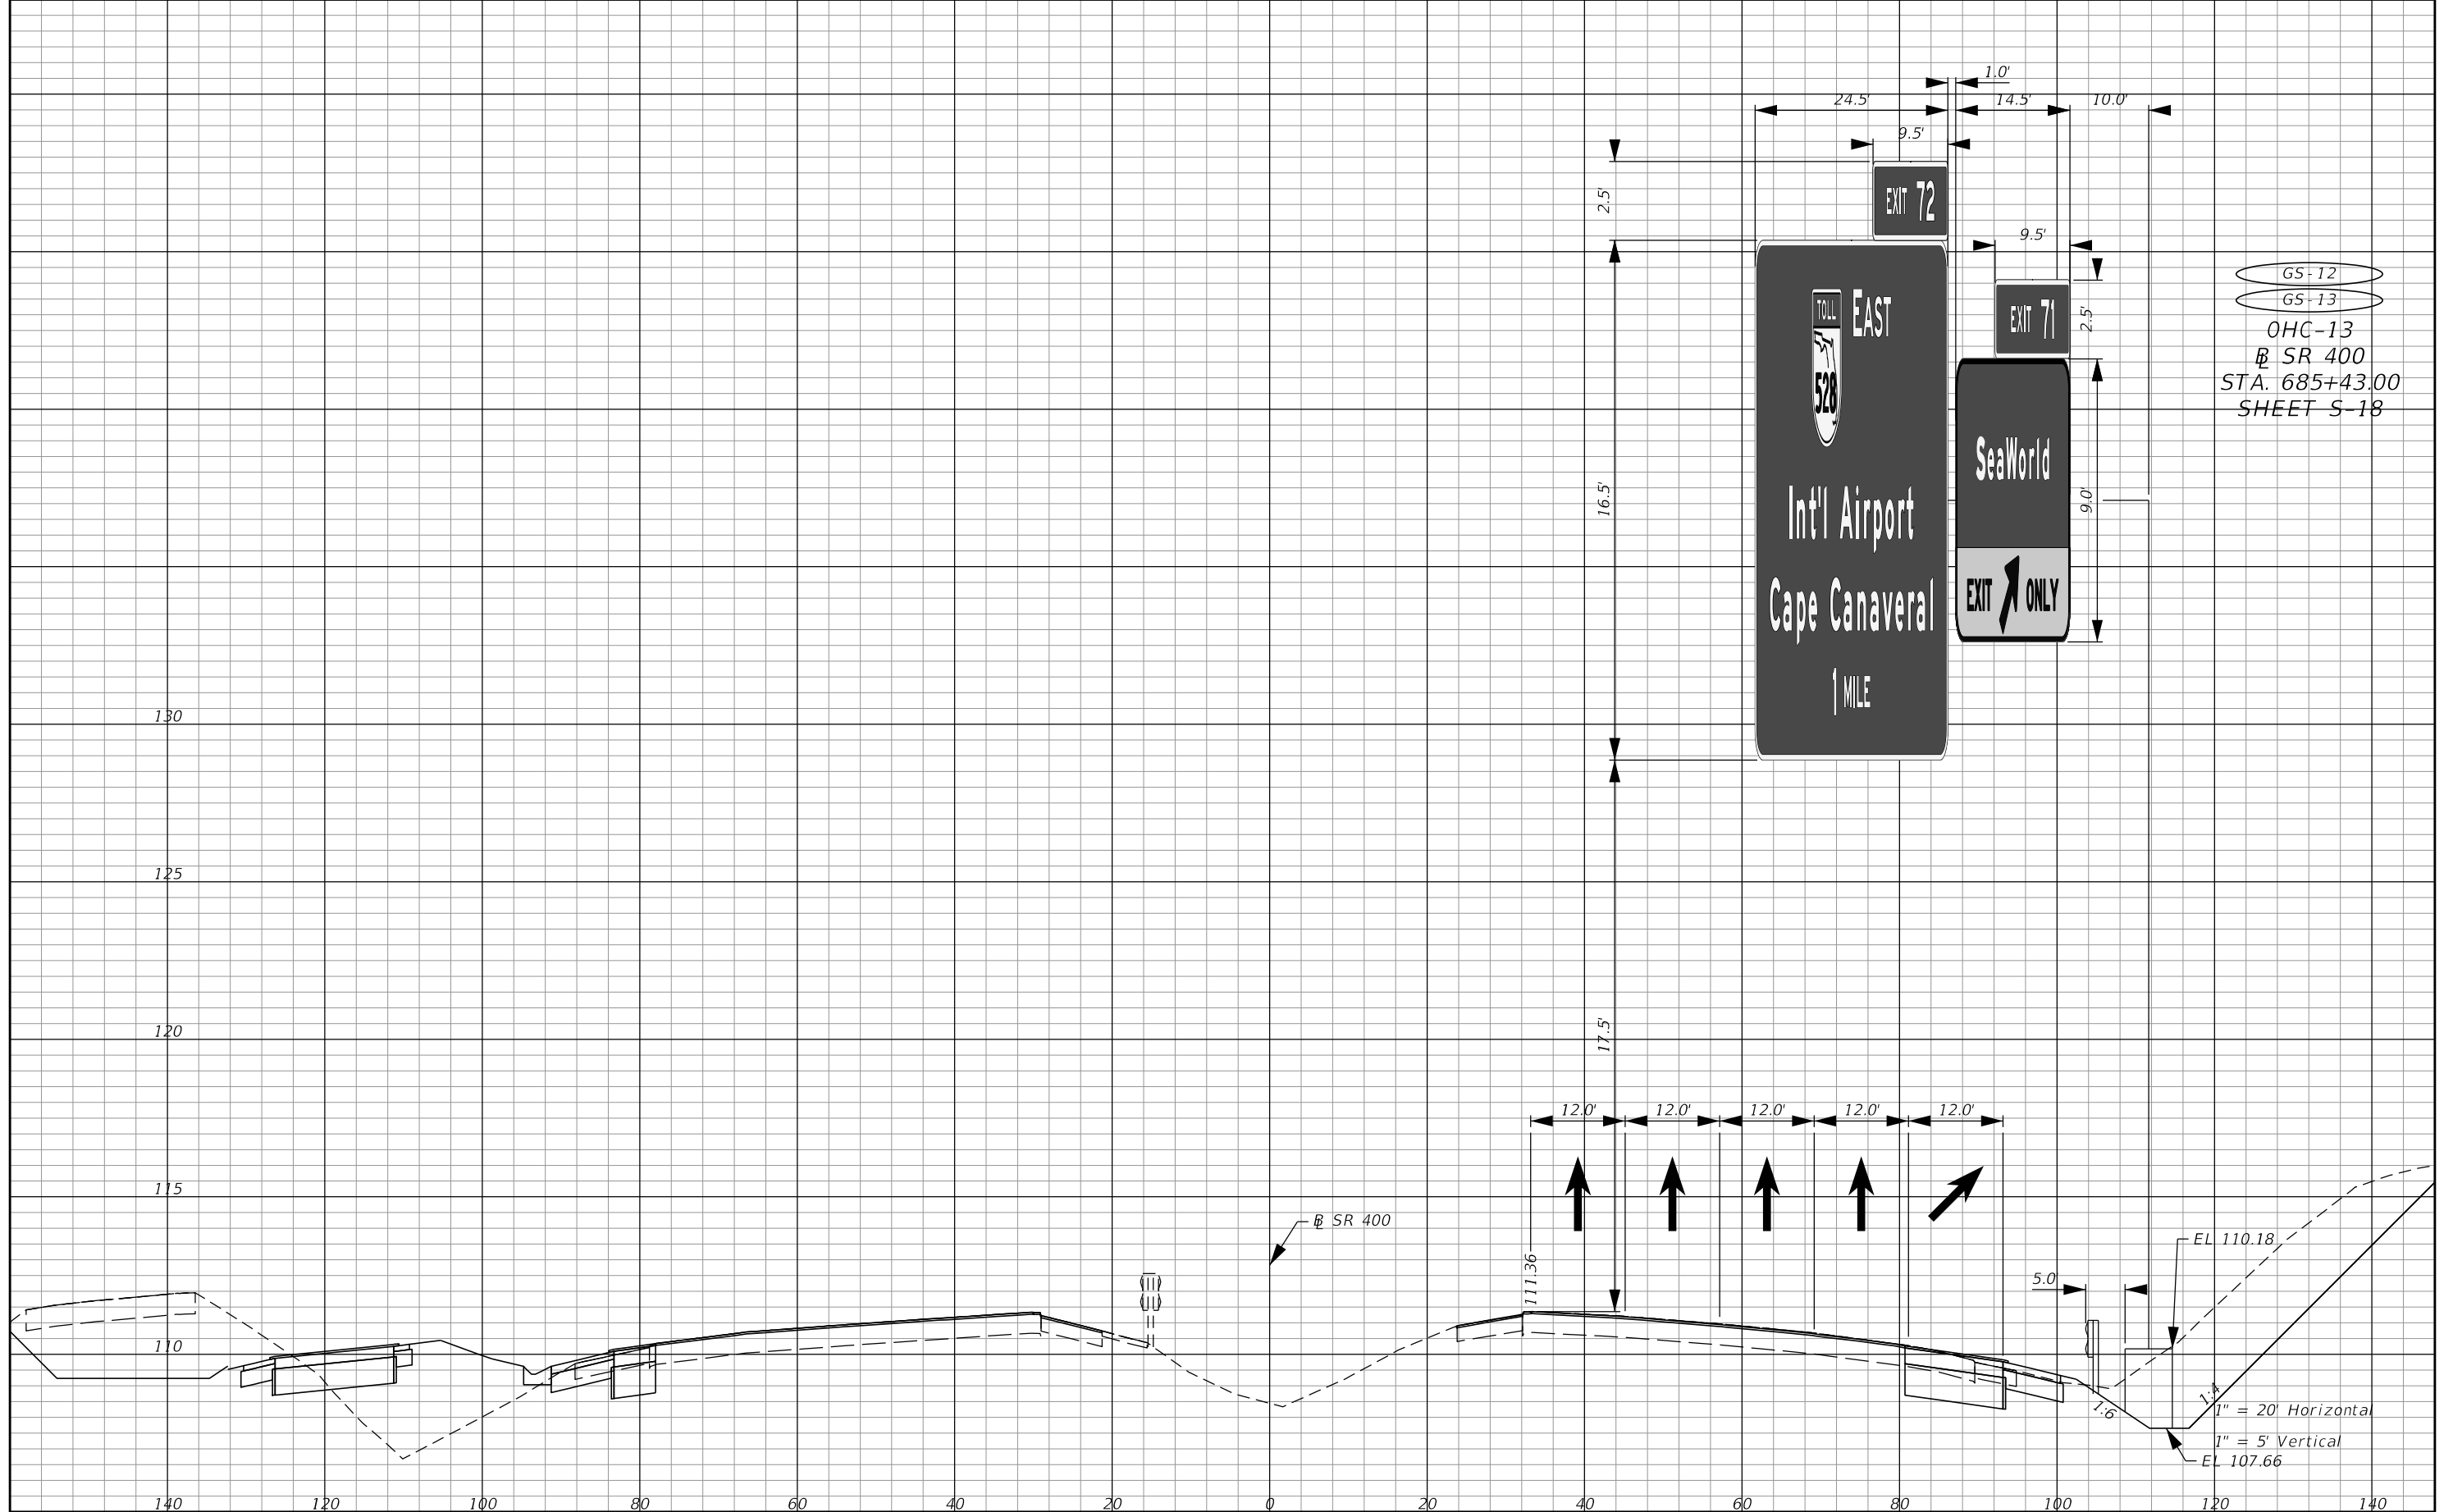 1.0'
24.5'
14.5'
10.0'
9.5'
2.5'
EXIT 72
9.5'
16.5'
TOLL
528
EAST
Int'l Airport
Cape Canaveral
1 MILE
EXIT 71
2.5'
SeaWorld
9.0'
EXIT ONLY
GS-12
GS-13
OHC-13
BL SR 400
STA. 685+43.00
SHEET S-18
130
125
120
115
110
17.5'
12.0' 12.0' 12.0' 12.0' 12.0'
BL SR 400
111.36
5.0
EL 110.18
1:6
1:4
1" = 20' Horizontal
1" = 5' Vertical
EL 107.66
140 120 100 80 60 40 20 0 20 40 60 80 100 120 140